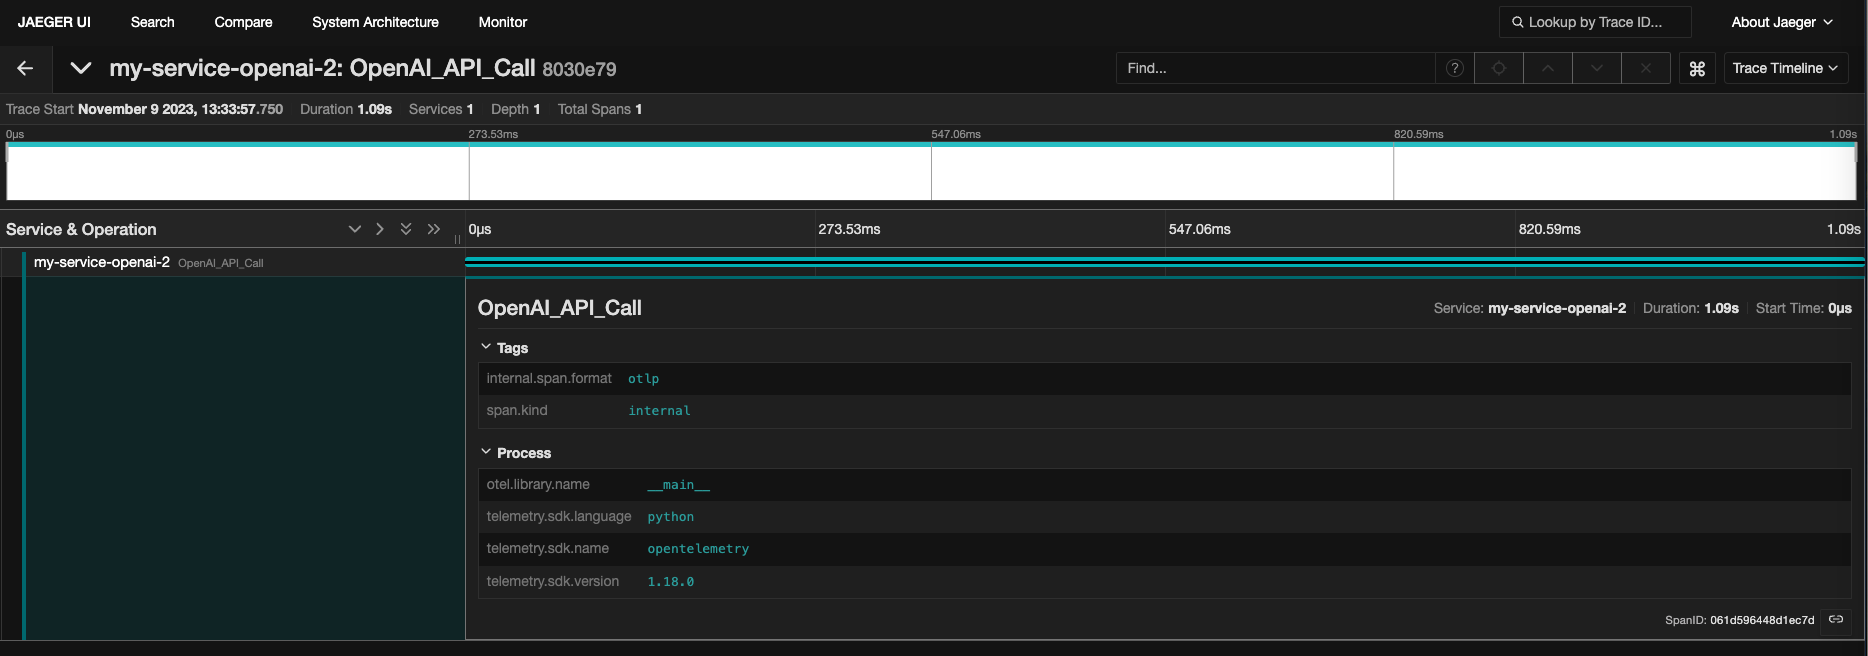 JAEGER UI Search Compare System Architecture Monitor Lookup by Trace ID... About Jaeger
my-service-openai-2: OpenAI_API_Call 8030e79 Find... ? ⌘ Trace Timeline
Trace Start November 9 2023, 13:33:57.750 Duration 1.09s Services 1 Depth 1 Total Spans 1
0μs 273.53ms 547.06ms 820.59ms 1.09s
Service & Operation 0μs 273.53ms 547.06ms 820.59ms 1.09s
my-service-openai-2 OpenAI_API_Call
OpenAI_API_Call Service: my-service-openai-2 Duration: 1.09s Start Time: 0μs
Tags
internal.span.format otlp
span.kind internal
Process
otel.library.name __main__
telemetry.sdk.language python
telemetry.sdk.name opentelemetry
telemetry.sdk.version 1.18.0
SpanID: 061d596448d1ec7d